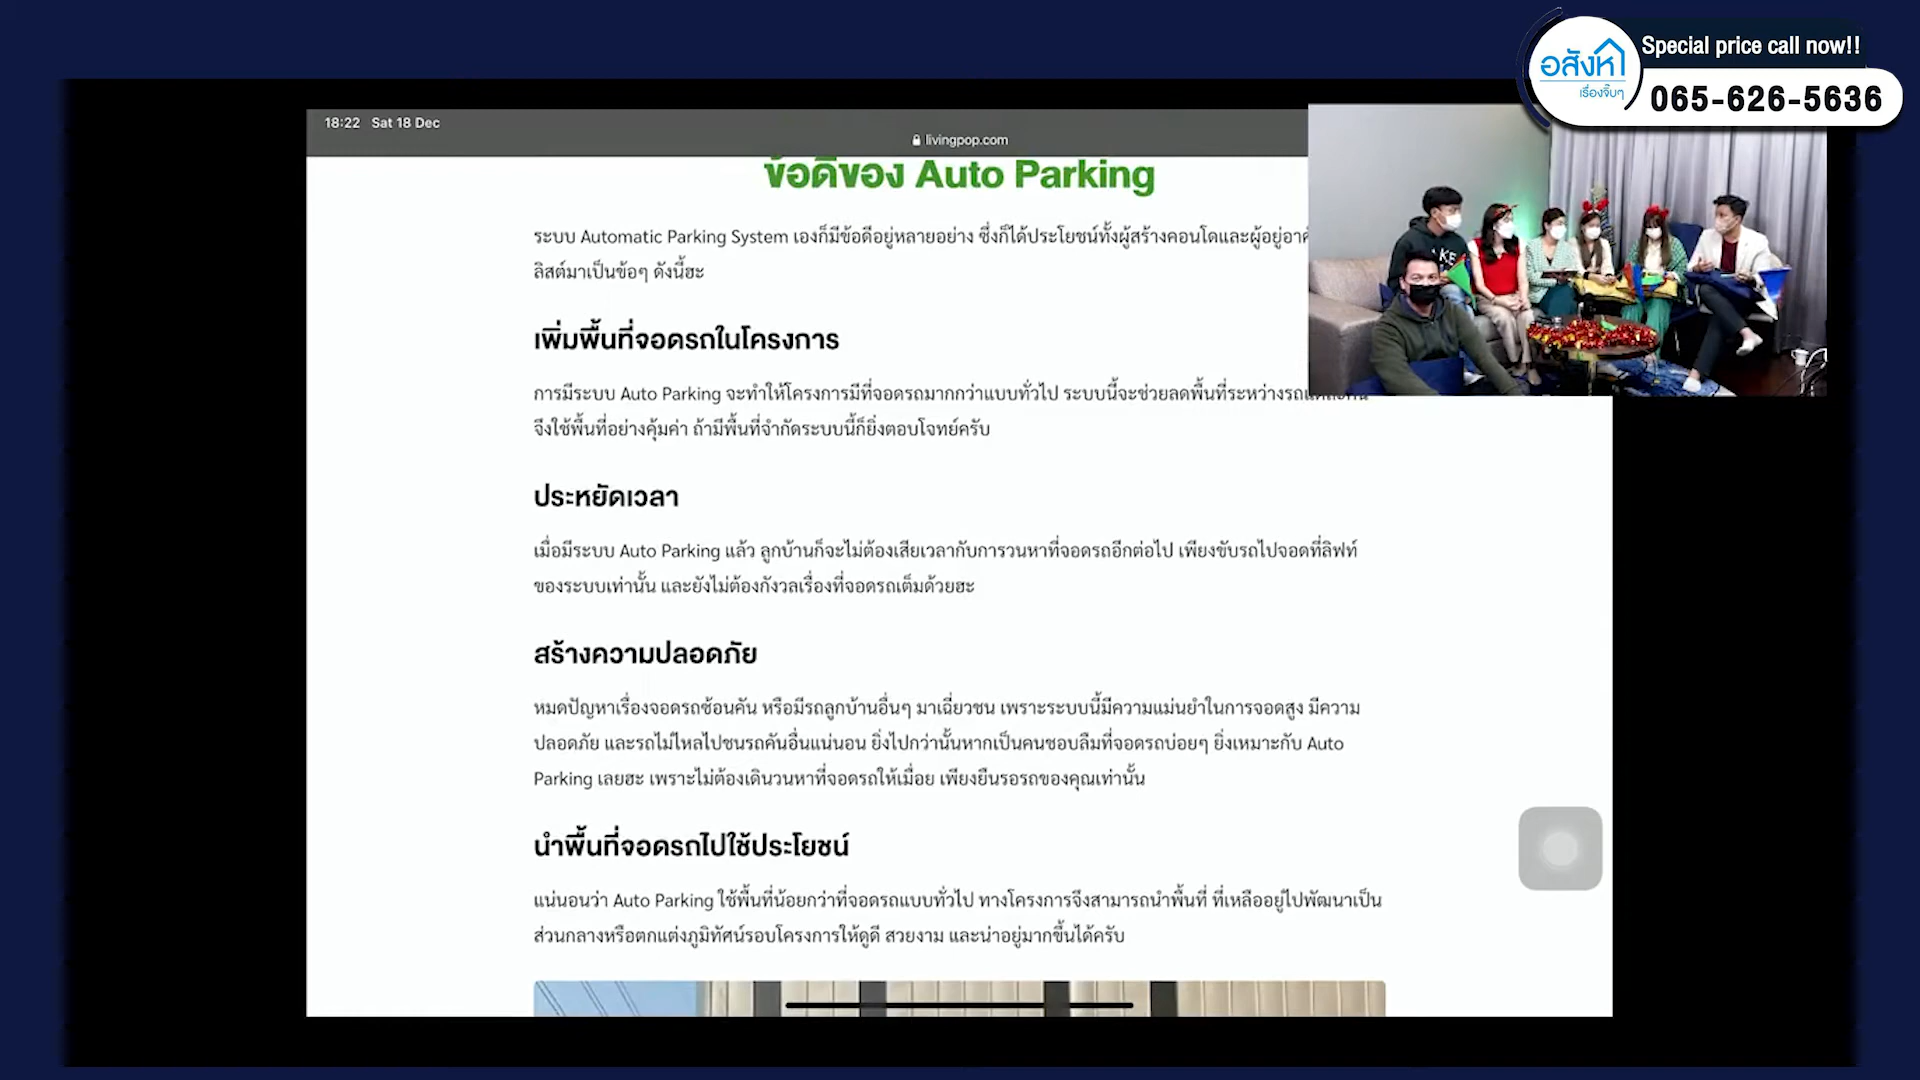 อสังหา
เรื่องจิ๊บๆ
Special price call now!!
065-626-5636
18:22 Sat 18 Dec
livingpop.com
ข้อดีของ Auto Parking
ระบบ Automatic Parking System เองก็มีข้อดีอยู่หลายอย่าง ซึ่งก็ได้ประโยชน์ทั้งผู้สร้างคอนโดและผู้อยู่
ลิสต์มาเป็นข้อๆ ดังนี้ฮะ
เพิ่มพื้นที่จอดรถในโครงการ
การมีระบบ Auto Parking จะทำให้โครงการมีที่จอดรถมากกว่าแบบทั่วไป ระบบนี้จะช่วยลดพื้นที่ระหว่าง
จึงใช้พื้นที่อย่างคุ้มค่า ถ้ามีพื้นที่จำกัดระบบนี้ก็ยิ่งตอบโจทย์ครับ
ประหยัดเวลา
เมื่อมีระบบ Auto Parking แล้ว ลูกบ้านก็จะไม่ต้องเสียเวลากับการวนหาที่จอดรถอีกต่อไป เพียงขับรถไปจอดที่ลิฟท์
ของระบบเท่านั้น และยังไม่ต้องกังวลเรื่องที่จอดรถเต็มด้วยฮะ
สร้างความปลอดภัย
หมดปัญหาเรื่องจอดรถซ้อนคัน หรือมีรถลูกบ้านอื่นๆ มาเฉี่ยวชน เพราะระบบนี้มีความแม่นยำในการจอดสูง มีความ
ปลอดภัย และรถไม่ไหลไปชนรถคันอื่นแน่นอน ยิ่งไปกว่านั้นหากเป็นคนชอบลืมที่จอดรถบ่อยๆ ยิ่งเหมาะกับ Auto
Parking เลยฮะ เพราะไม่ต้องเดินวนหาที่จอดรถให้เมื่อย เพียงยืนรอรถของคุณเท่านั้น
นำพื้นที่จอดรถไปใช้ประโยชน์
แน่นอนว่า Auto Parking ใช้พื้นที่น้อยกว่าที่จอดรถแบบทั่วไป ทางโครงการจึงสามารถนำพื้นที่ ที่เหลืออยู่ไปพัฒนาเป็น
ส่วนกลางหรือตกแต่งภูมิทัศน์รอบโครงการให้ดูดี สวยงาม และน่าอยู่มากขึ้นได้ครับ